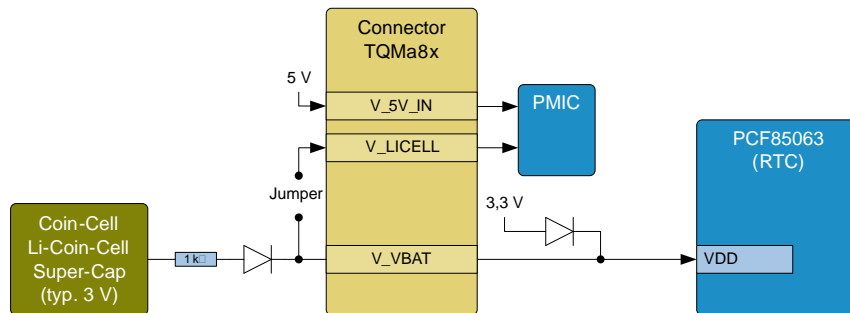 Connector
TQMa8x
5 V
V_5V_IN
PMIC
V_LICELL
PCF85063
(RTC)
Jumper
3,3 V
Coin-Cell
Li-Coin-Cell
Super-Cap
(typ. 3 V)
1 k□
V_VBAT
VDD